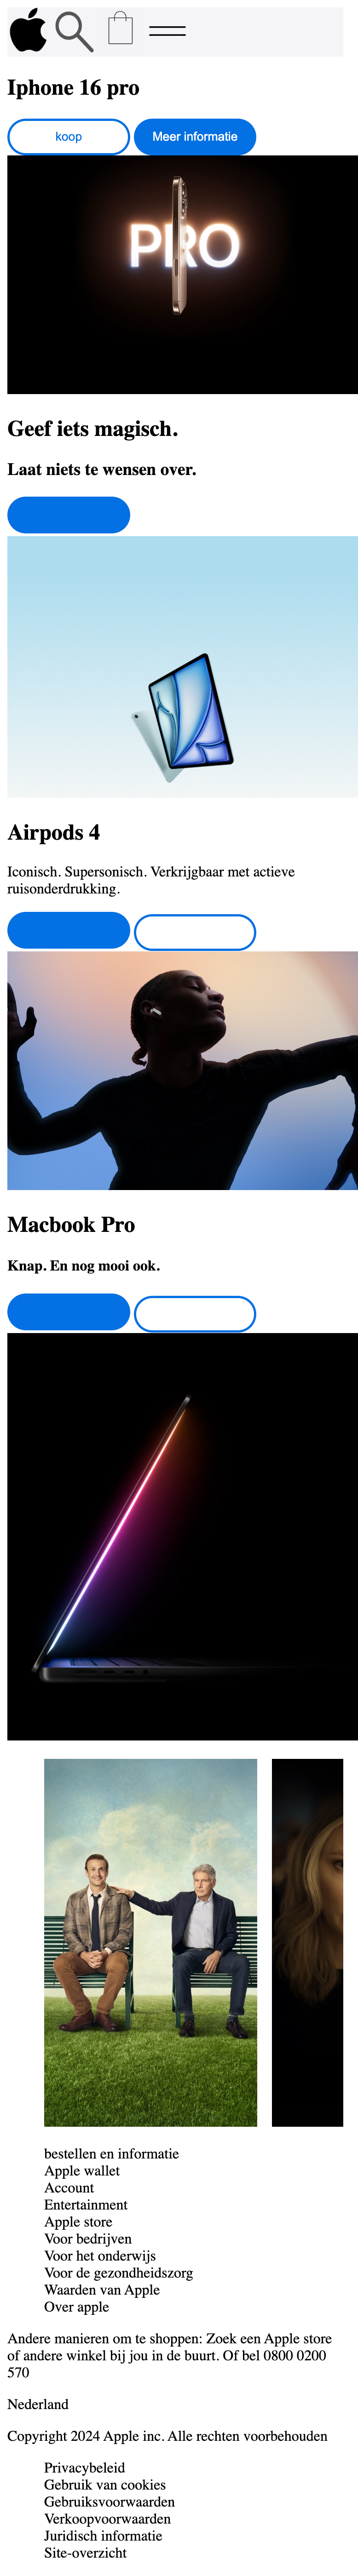 Iphone 16 pro
koop
Meer informatie
PRO
Geef iets magisch.
Laat niets te wensen over.
Airpods 4
Iconisch. Supersonisch. Verkrijgbaar met actieve
ruisonderdrukking.
Macbook Pro
Knap. En nog mooi ook.
bestellen en informatie
Apple wallet
Account
Entertainment
Apple store
Voor bedrijven
Voor het onderwijs
Voor de gezondheidszorg
Waarden van Apple
Over apple
Andere manieren om te shoppen: Zoek een Apple store
of andere winkel bij jou in de buurt. Of bel 0800 0200
570
Nederland
Copyright 2024 Apple inc. Alle rechten voorbehouden
Privacybeleid
Gebruik van cookies
Gebruiksvoorwaarden
Verkoopvoorwaarden
Juridisch informatie
Site-overzicht